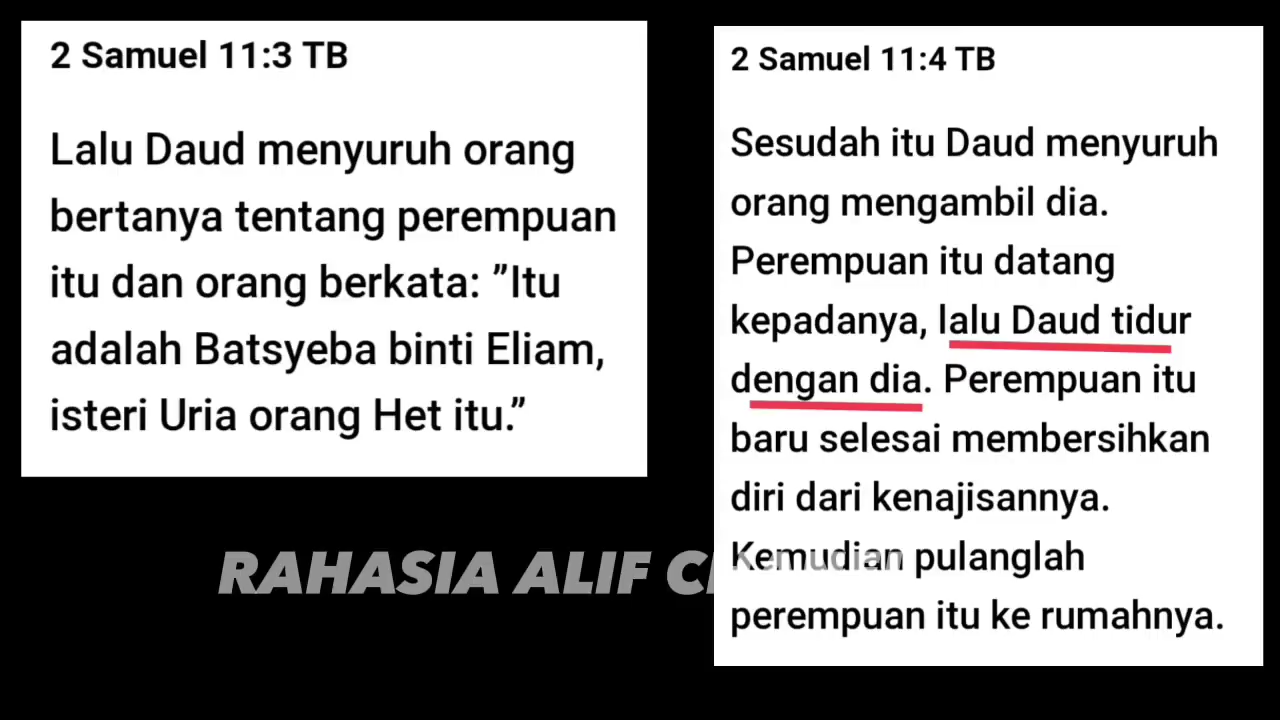 2 Samuel 11:3 TB
Lalu Daud menyuruh orang
bertanya tentang perempuan
itu dan orang berkata: ”Itu
adalah Batsyeba binti Eliam,
isteri Uria orang Het itu.”
2 Samuel 11:4 TB
Sesudah itu Daud menyuruh
orang mengambil dia.
Perempuan itu datang
kepadanya, lalu Daud tidur
dengan dia. Perempuan itu
baru selesai membersihkan
diri dari kenajisannya.
Kemudian pulanglah
perempuan itu ke rumahnya.
RAHASIA ALIF